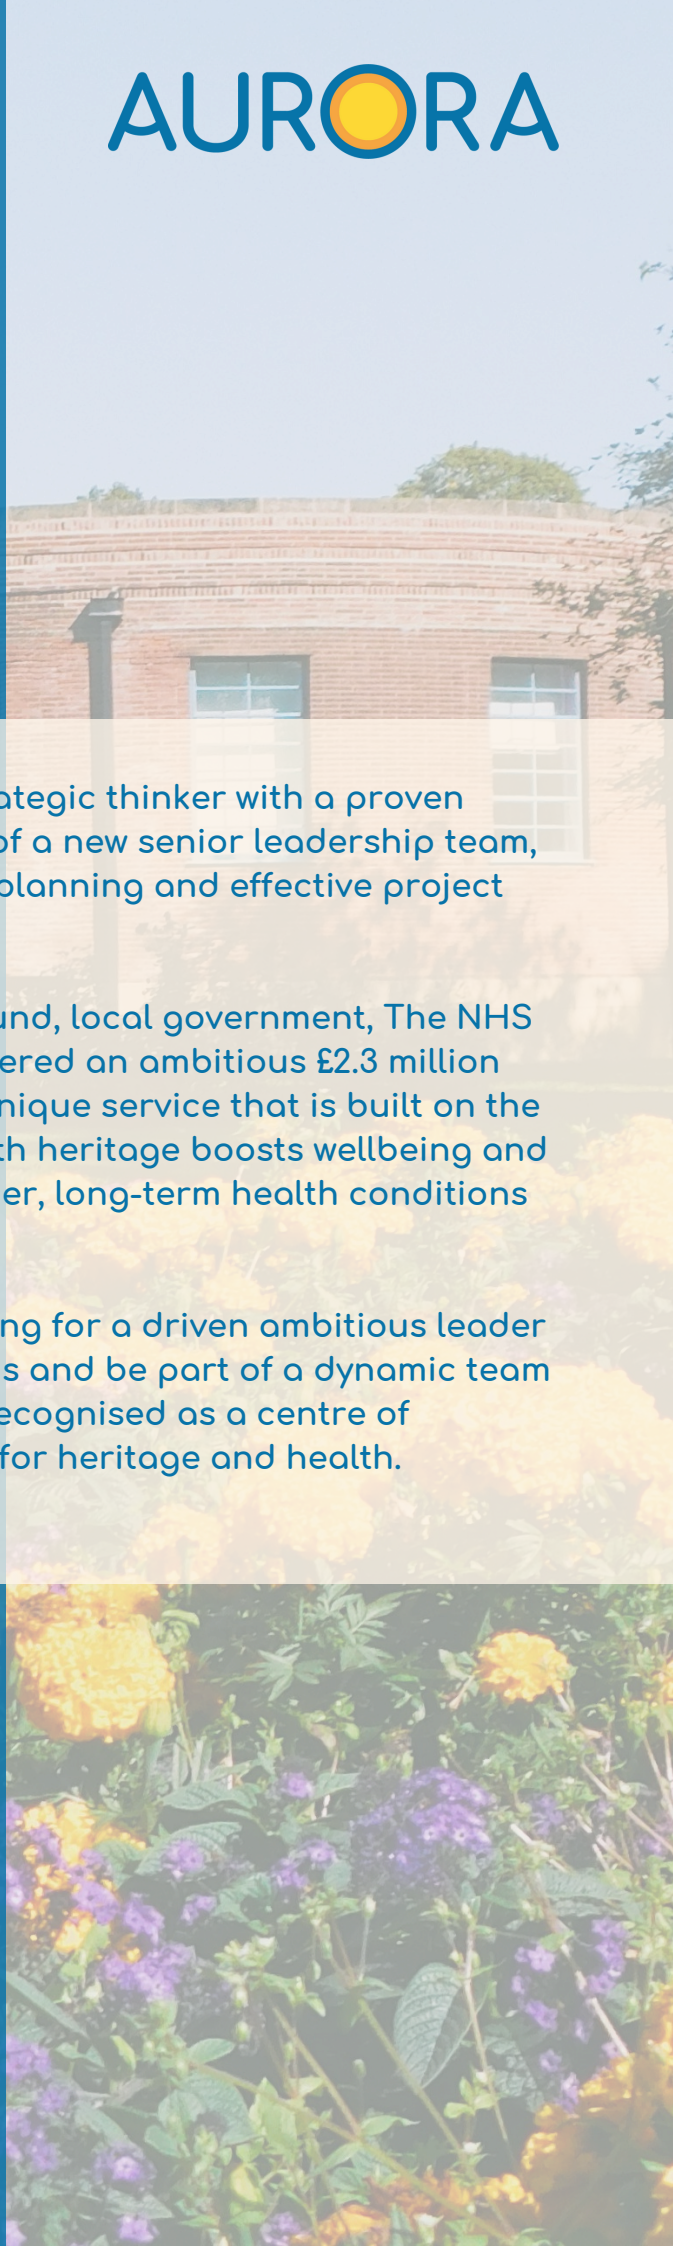 AURORA
ategic thinker with a proven
of a new senior leadership team,
planning and effective project
und, local government, The NHS
ered an ambitious £2.3 million
nique service that is built on the
th heritage boosts wellbeing and
er, long-term health conditions
ng for a driven ambitious leader
s and be part of a dynamic team
ecognised as a centre of
for heritage and health.